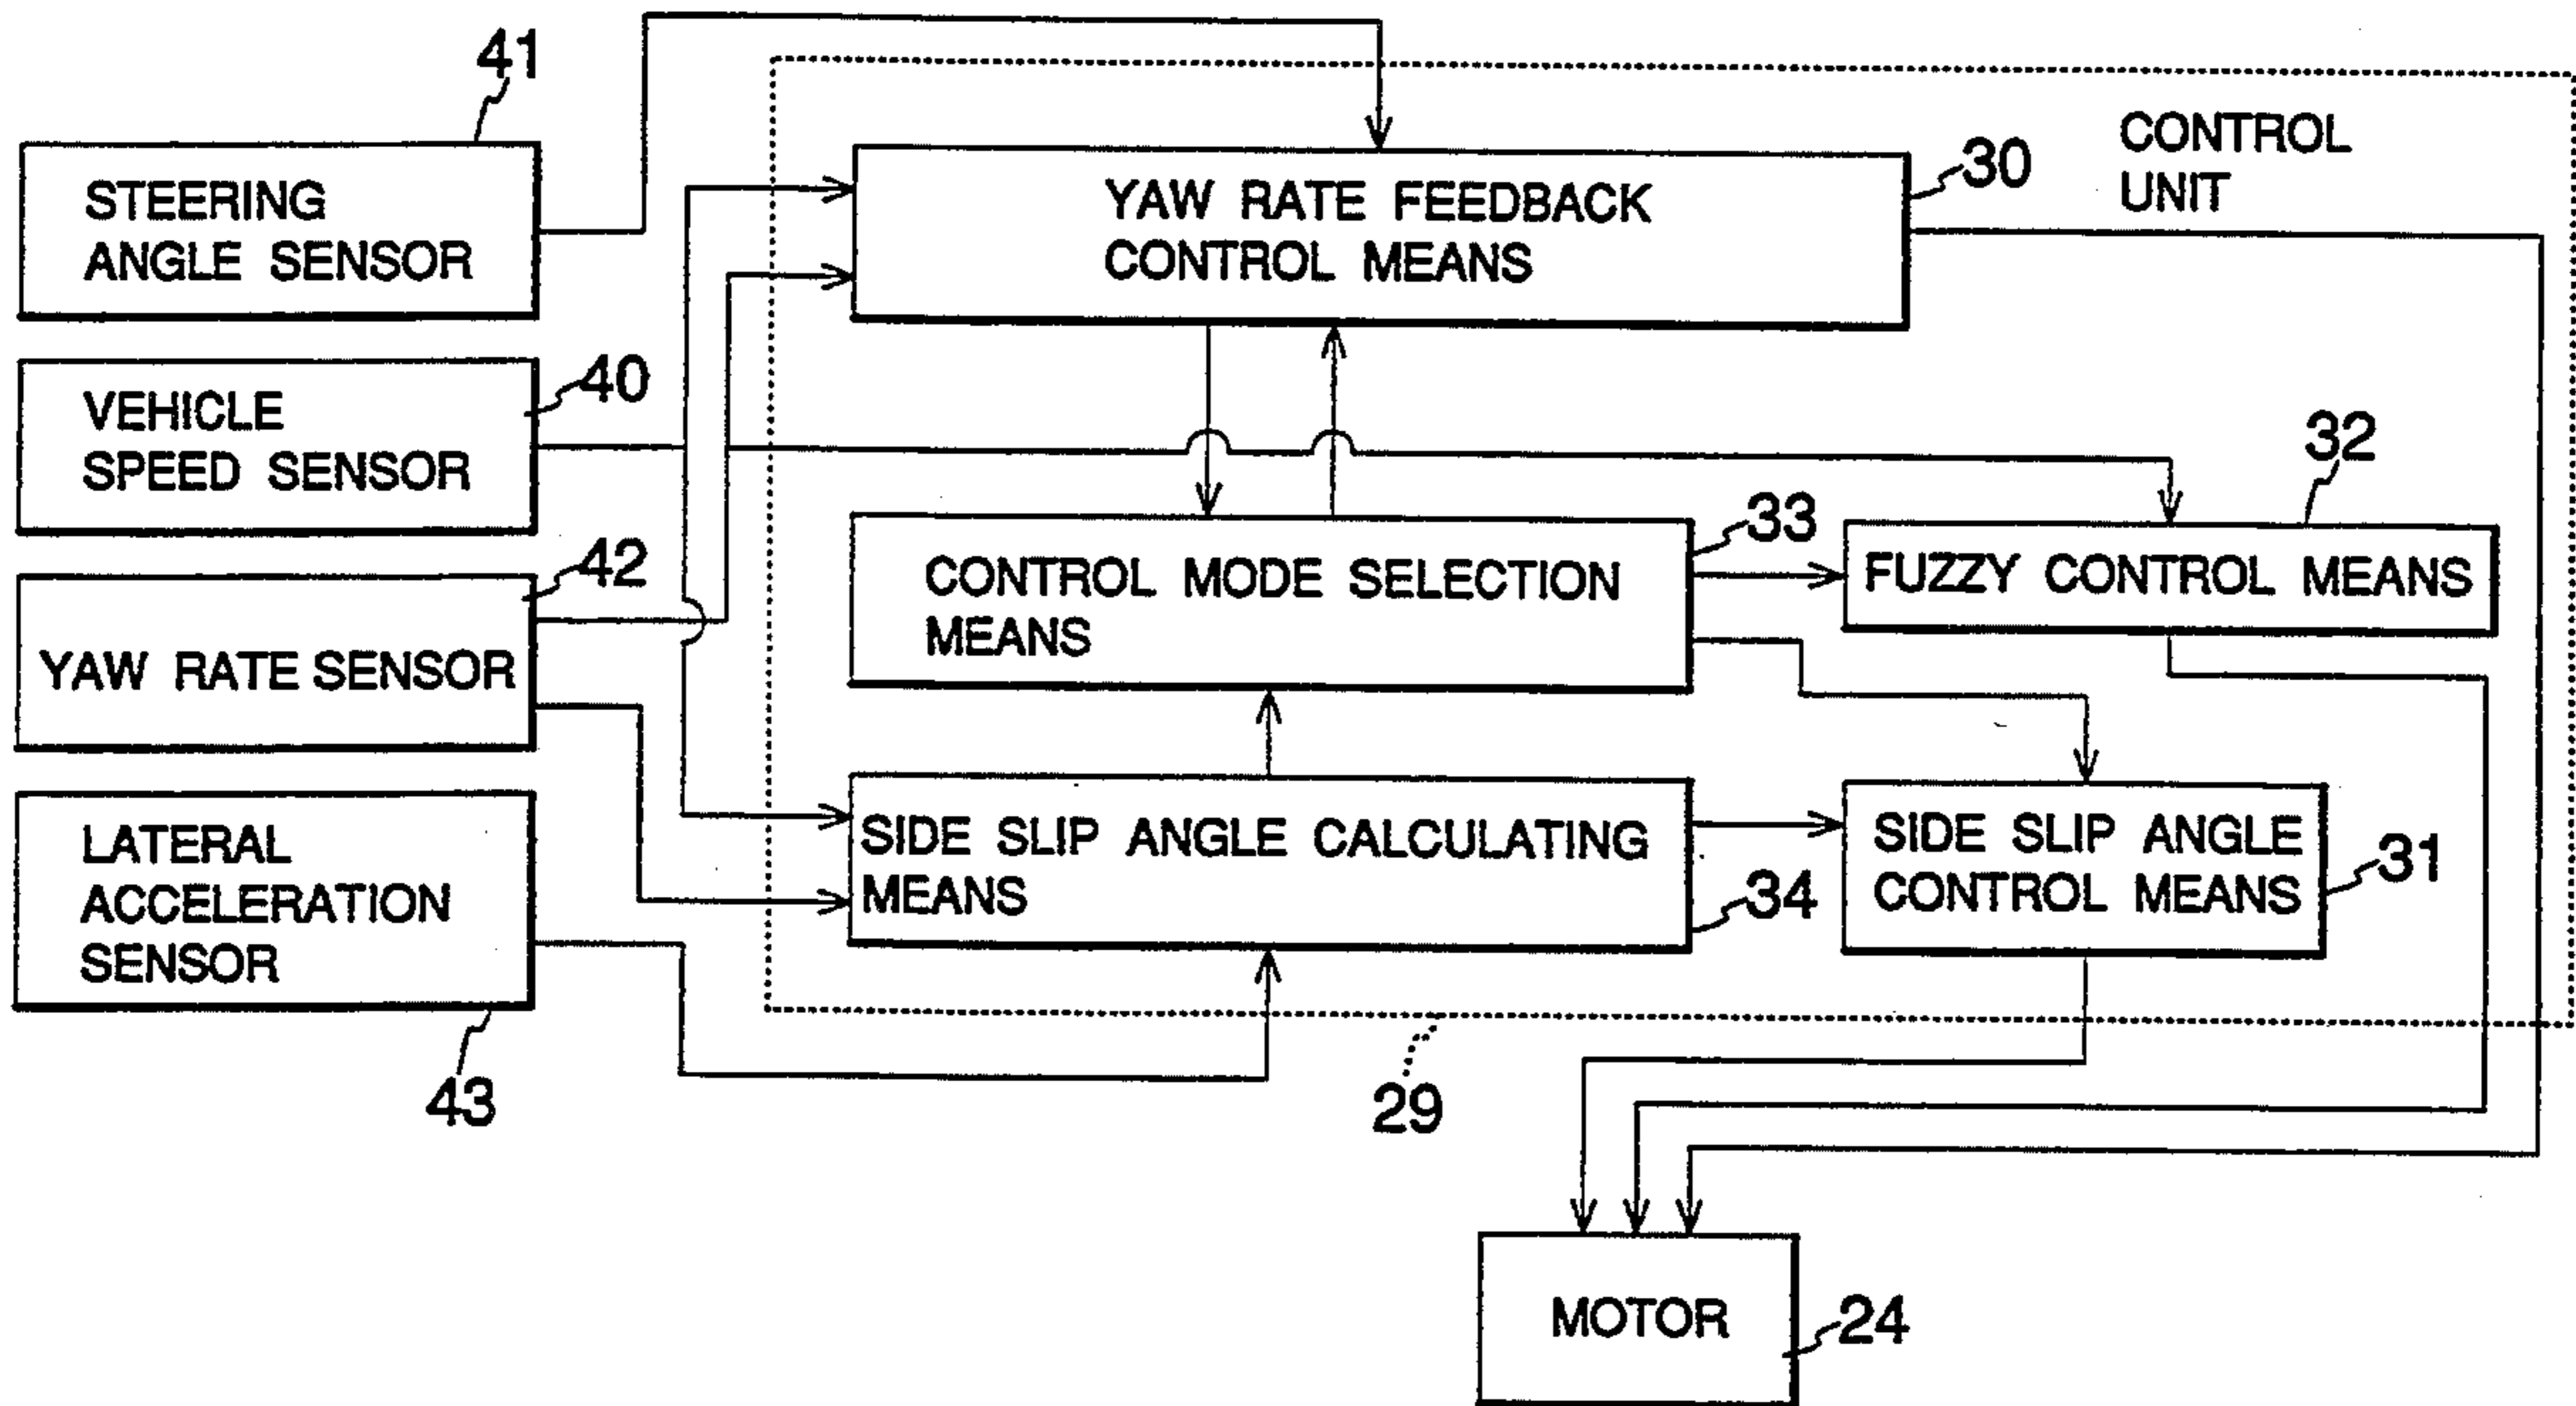 41
STEERING
ANGLE SENSOR
CONTROL
UNIT
30
YAW RATE FEEDBACK
CONTROL MEANS
40
VEHICLE
SPEED SENSOR
32
33
42
CONTROL MODE SELECTION
MEANS
FUZZY CONTROL MEANS
YAW RATE SENSOR
LATERAL
ACCELERATION
SENSOR
SIDE SLIP ANGLE CALCULATING
MEANS
34
SIDE SLIP ANGLE
CONTROL MEANS
31
43
29
MOTOR
24